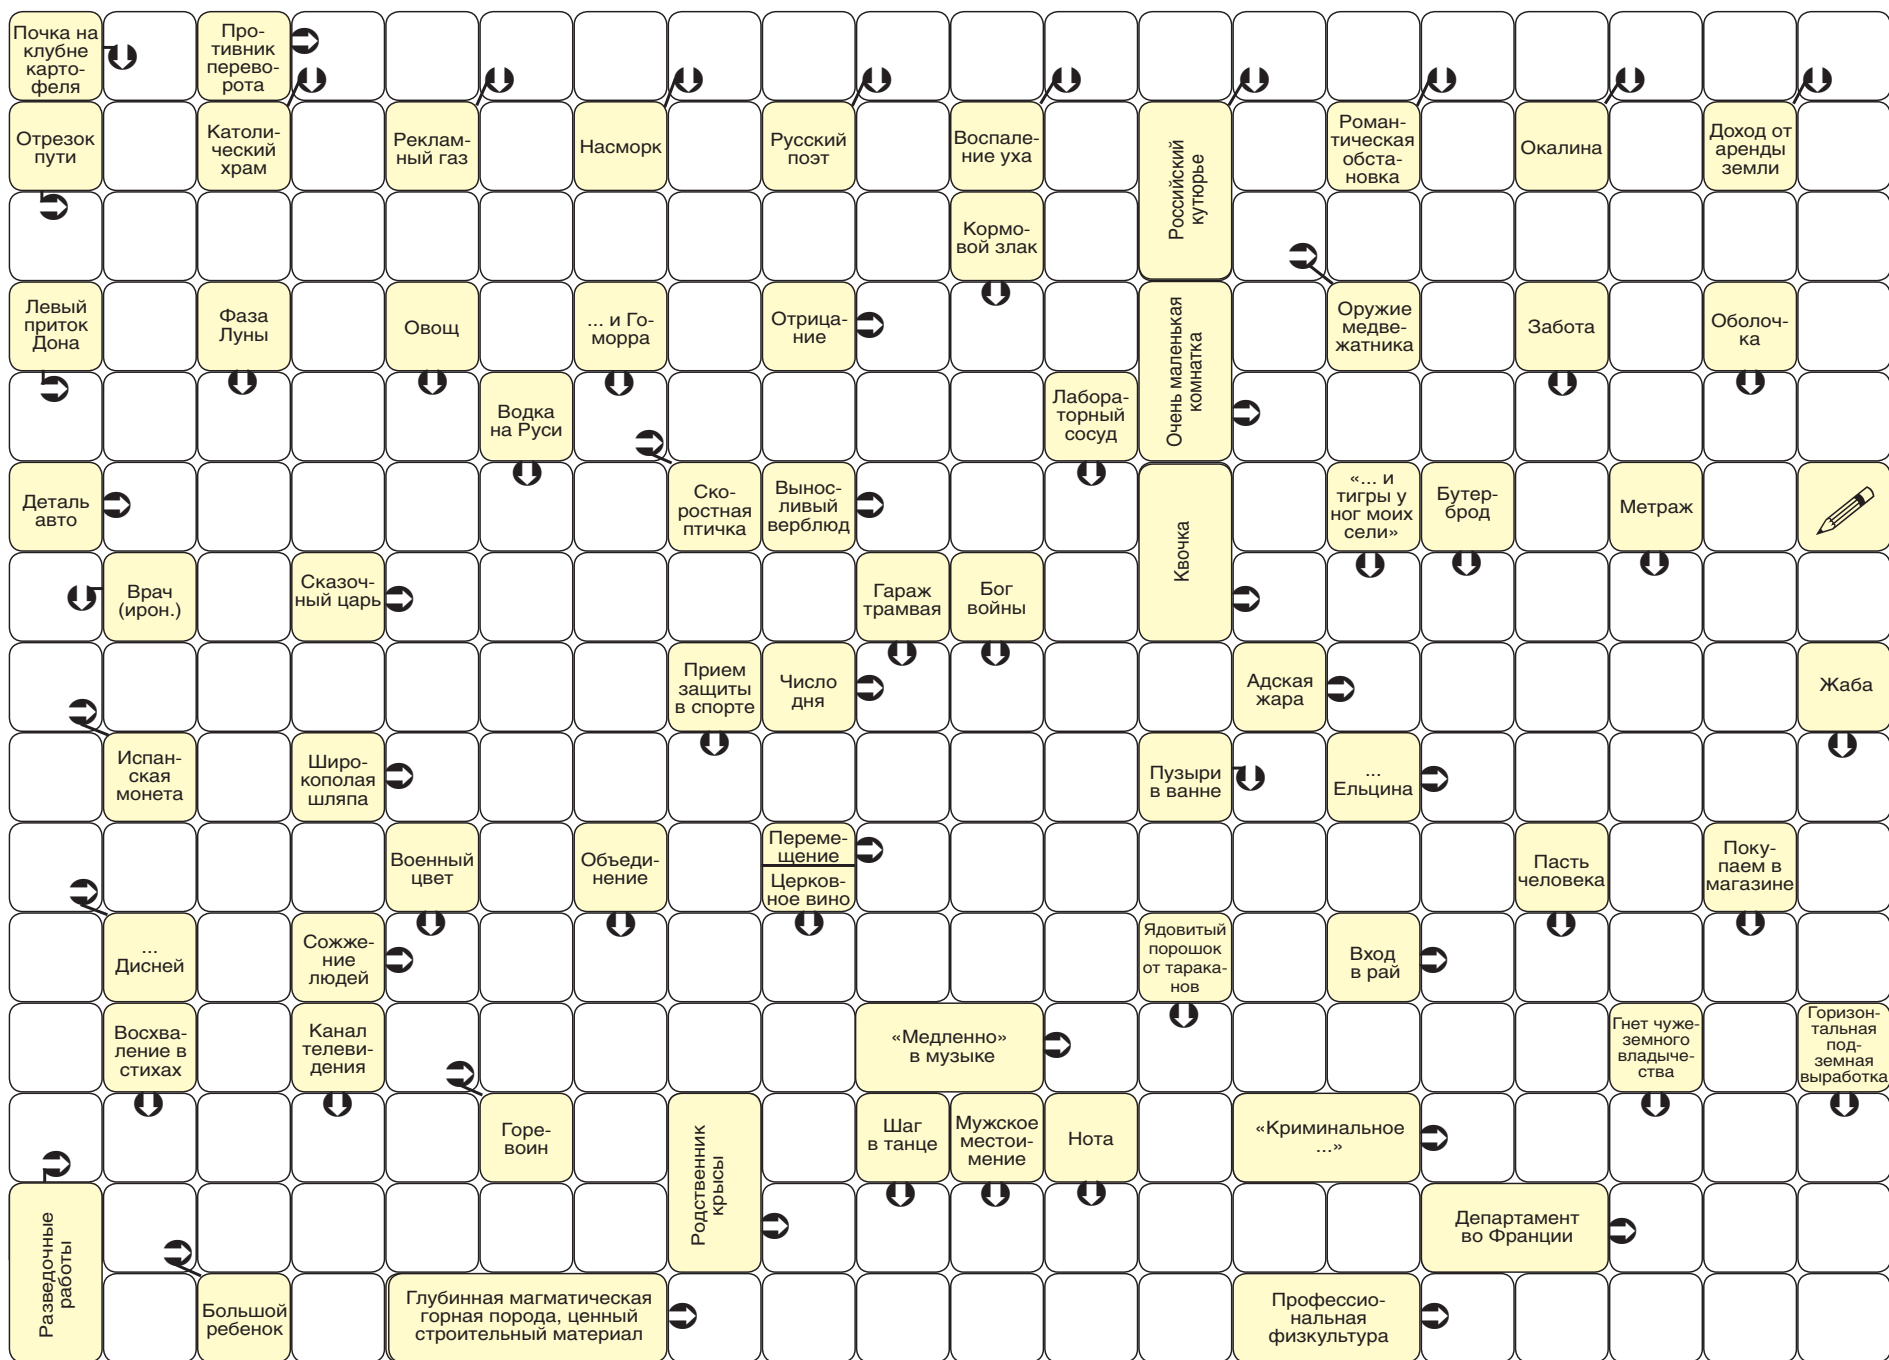 Почка на
клубне
карто-
феля
Про-
тивник
перево-
рота
Отрезок
пути
Католи-
ческий
храм
Реклам-
ный газ
Насморк
Русский
поэт
Воспале-
ние уха
Российский
кутюрье
Роман-
тическая
обста-
новка
Окалина
Доход от
аренды
земли
Кормо-
вой злак
Левый
приток
Дона
Фаза
Луны
Овощ
... и Го-
морра
Отрица-
ние
Очень маленькая
комнатка
Оружие
медве-
жатника
Забота
Оболоч-
ка
Водка
на Руси
Лабора-
торный
сосуд
Деталь
авто
Ско-
ростная
птичка
Вынос-
ливый
верблюд
Квочка
«... и
тигры у
ног моих
сели»
Бутер-
брод
Метраж
Врач
(ирон.)
Сказоч-
ный царь
Гараж
трамвая
Бог
войны
Прием
защиты
в спорте
Число
дня
Адская
жара
Жаба
Испан-
ская
монета
Широ-
кополая
шляпа
Пузыри
в ванне
...
Ельцина
Военный
цвет
Объеди-
нение
Переме-
щение
Церков-
ное вино
Пасть
человека
Поку-
паем в
магазине
...
Дисней
Сожже-
ние
людей
Ядовитый
порошок
от тарака-
нов
Вход
в рай
Восхва-
ление в
стихах
Канал
телеви-
дения
«Медленно»
в музыке
Гнет чуже-
земного
владыче-
ства
Горизон-
тальная
под-
земная
выработка
Горе-
воин
Родственник
крысы
Шаг
в танце
Мужское
местои-
мение
Нота
«Криминальное
...»
Разведочные
работы
Департамент
во Франции
Большой
ребенок
Глубинная магматическая
горная порода, ценный
строительный материал
Профессио-
нальная
физкультура